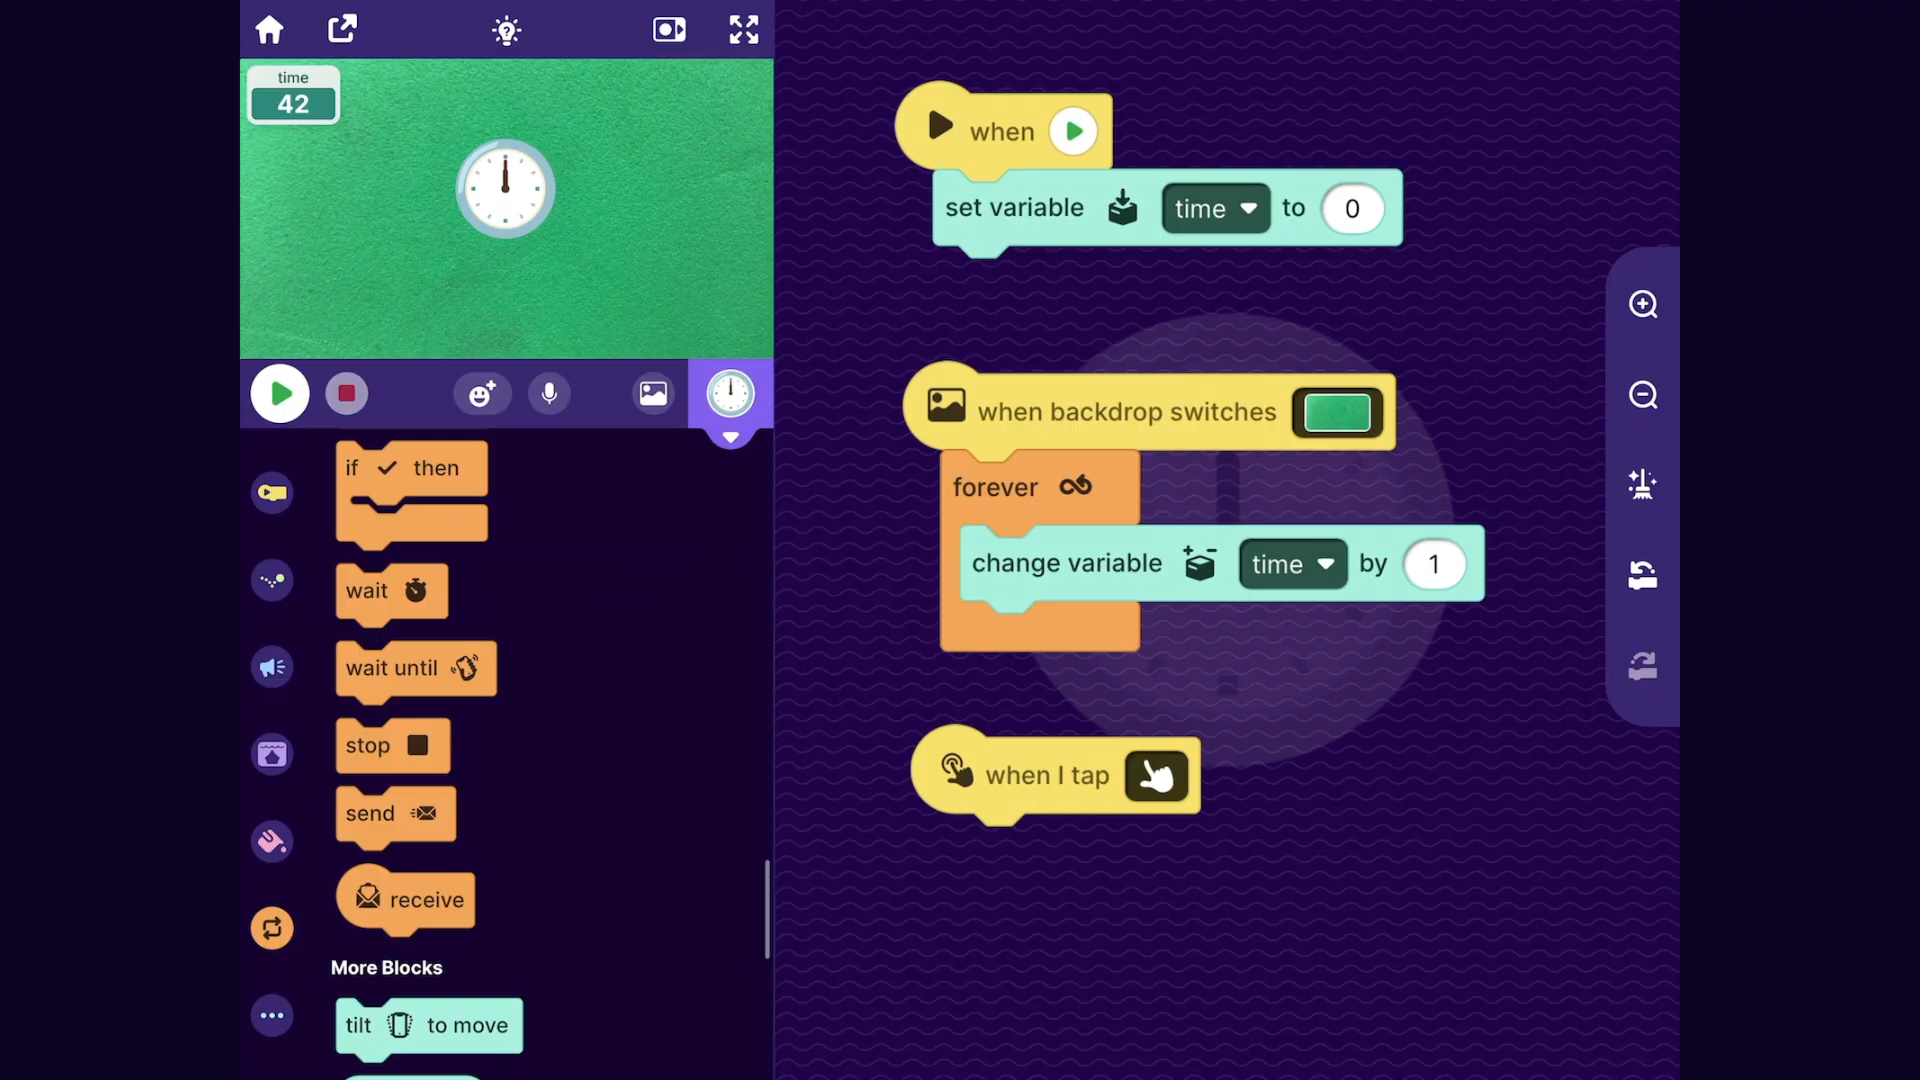 time
42
if then
wait
wait until
stop
send
receive
More Blocks
tilt to move
when
set variable time to 0
when backdrop switches
forever
change variable time by 1
when I tap